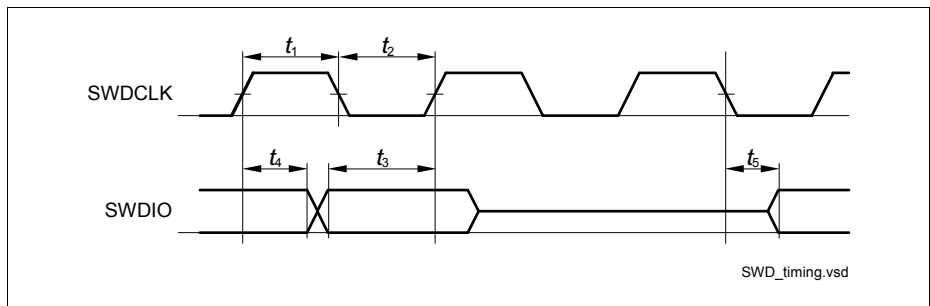 t1 t2
SWDCLK
t4 t3 t5
SWDIO
SWD_timing.vsd